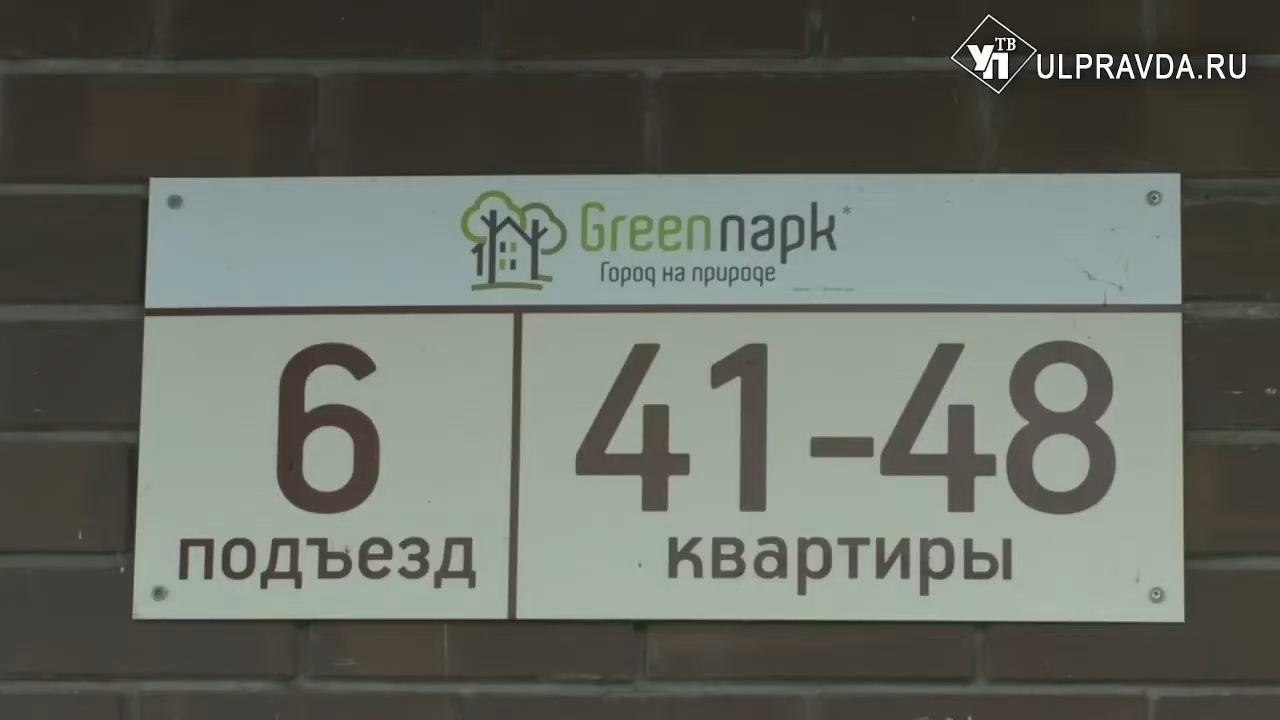 УП ТВ
ULPRAVDA.RU
Greenпарк*
Город на природе
6
подъезд
41-48
квартиры